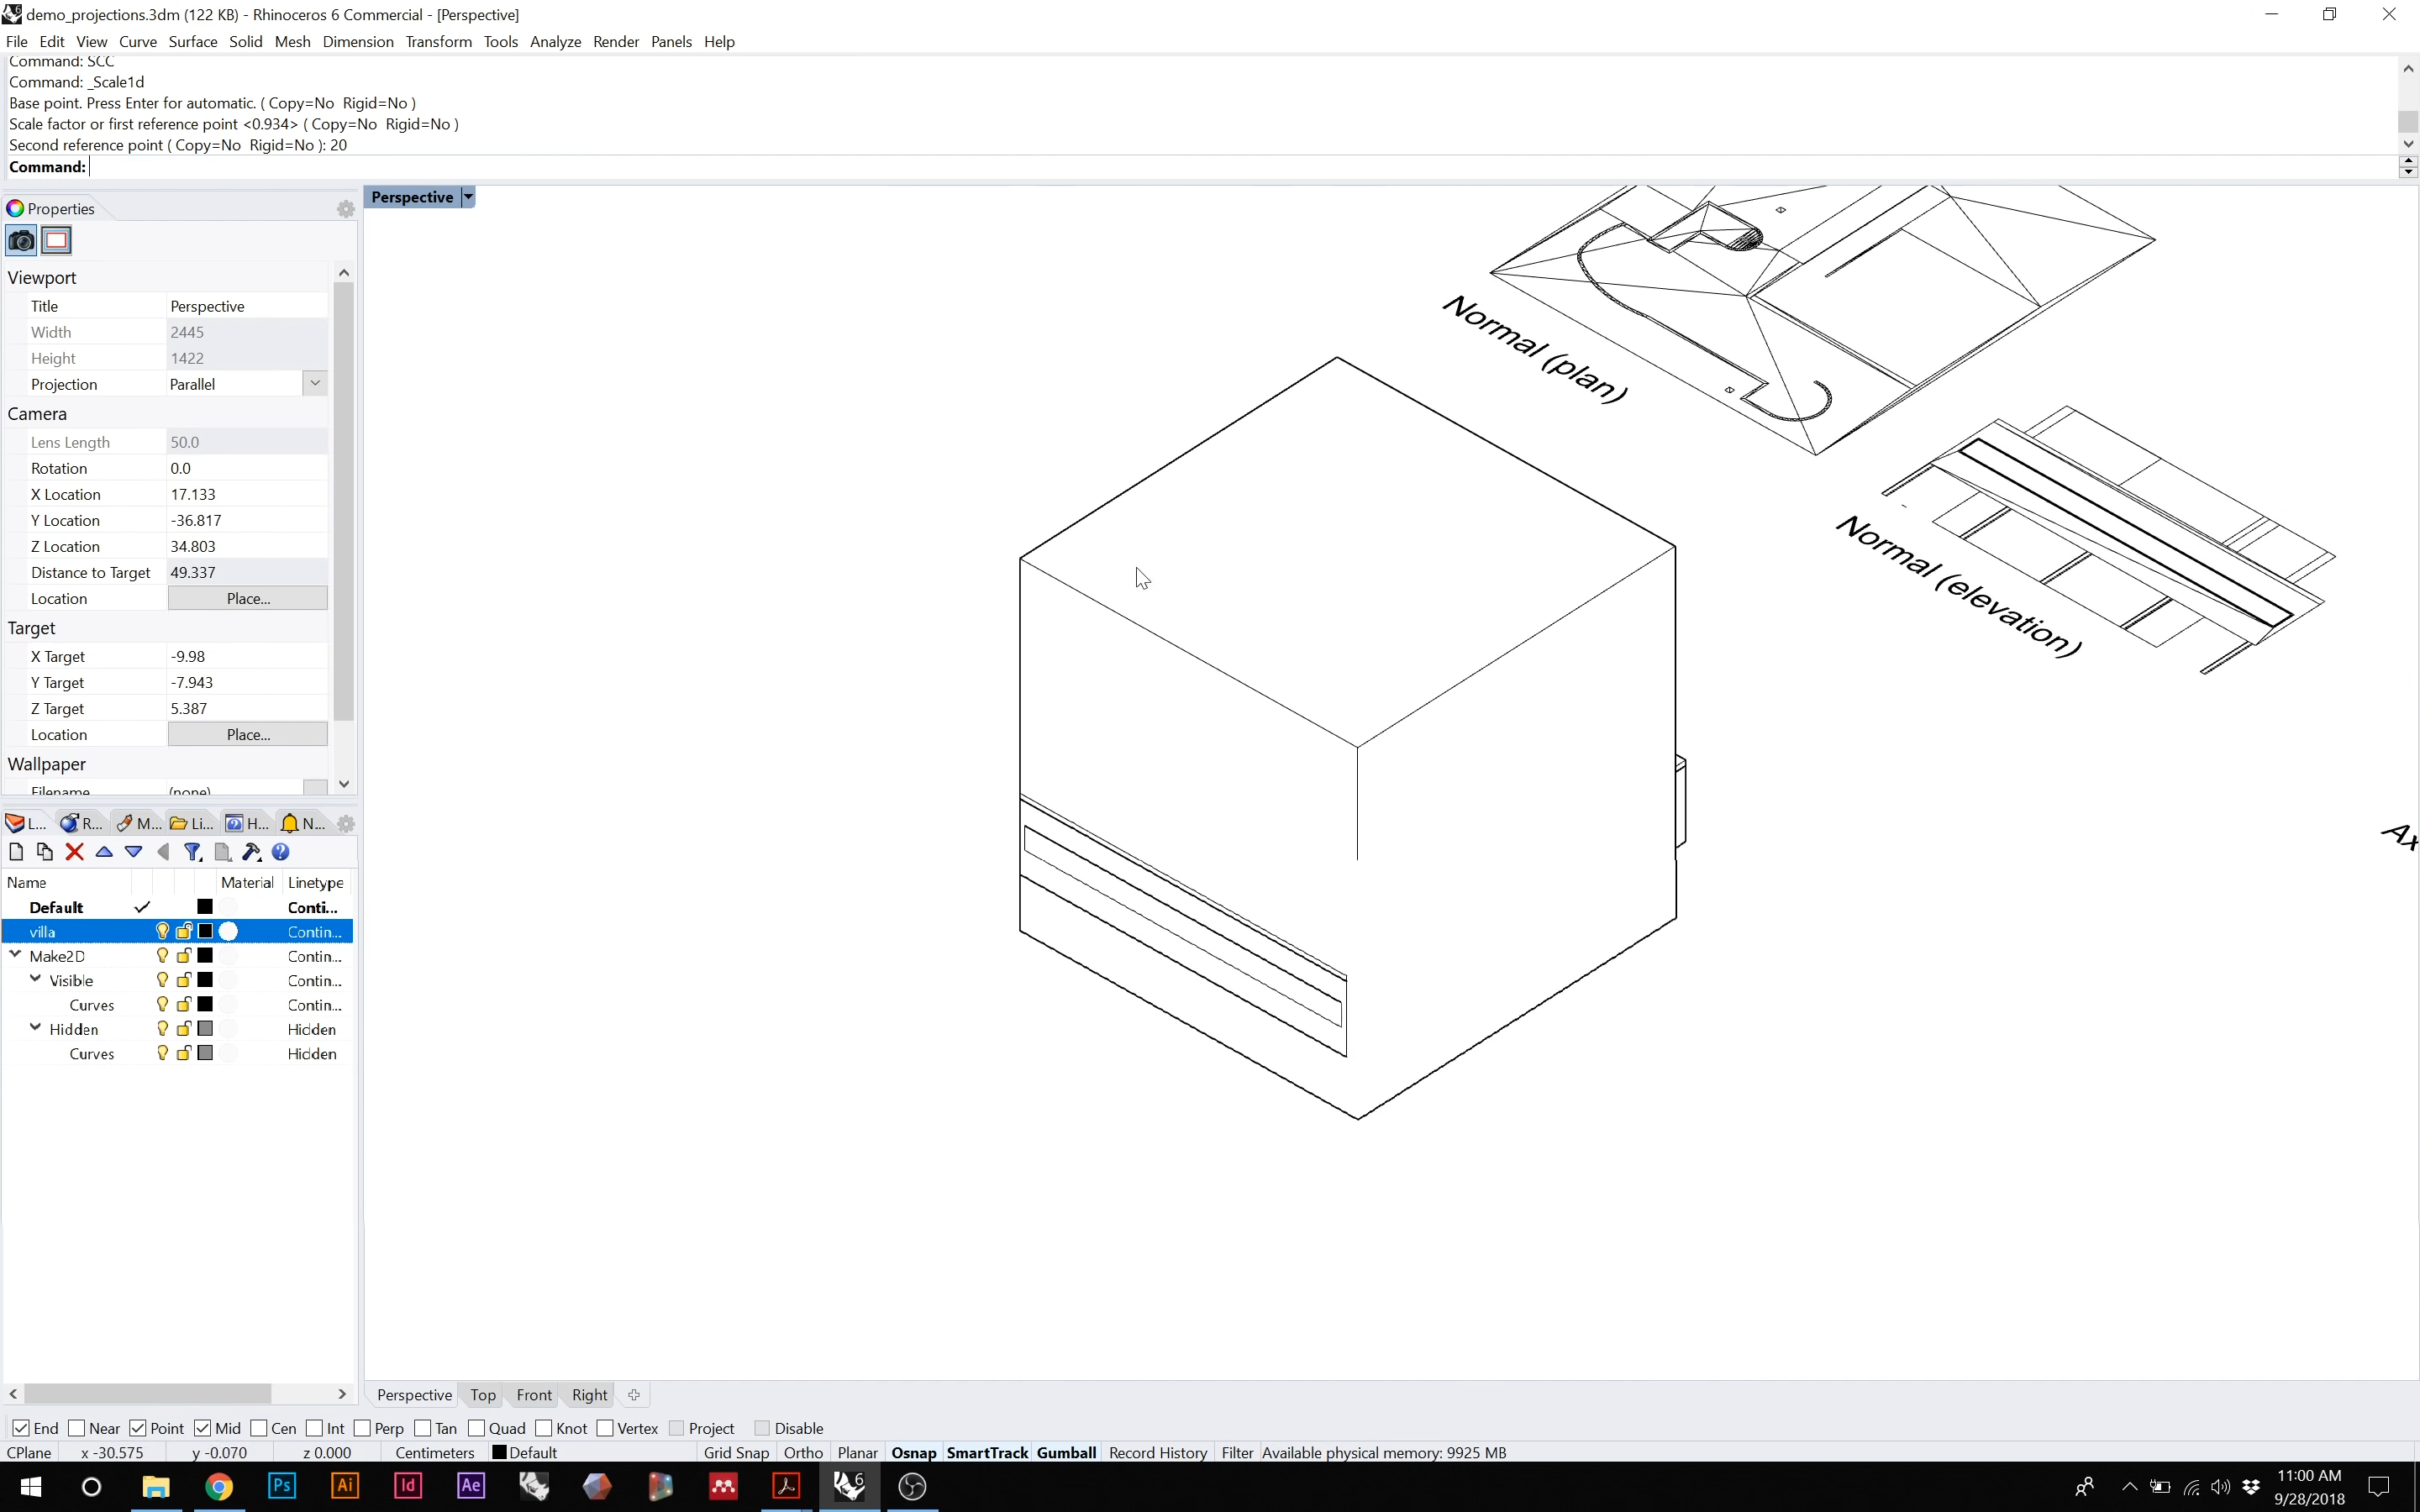 demo_projections.3dm (122 KB) - Rhinoceros 6 Commercial - [Perspective]
File Edit View Curve Surface Solid Mesh Dimension Transform Tools Analyze Render Panels Help
Command: SCC
Command: _Scale1d
Base point. Press Enter for automatic. ( Copy=No Rigid=No )
Scale factor or first reference point <0.934> ( Copy=No Rigid=No )
Second reference point ( Copy=No Rigid=No ): 20
Command:
Properties
Perspective
Viewport
Title Perspective
Width 2445
Height 1422
Projection Parallel
Camera
Lens Length 50.0
Rotation 0.0
X Location 17.133
Y Location -36.817
Z Location 34.803
Distance to Target 49.337
Location Place...
Target
X Target -9.98
Y Target -7.943
Z Target 5.387
Location Place...
Wallpaper
Filename (none)
Normal (plan)
Normal (elevation)
Ax
L... R... M... Li... H... N...
Name Material Linetype
Default Conti...
villa Contin...
Make2D Contin...
Visible Contin...
Curves Contin...
Hidden Hidden
Curves Hidden
Perspective Top Front Right
End Near Point Mid Cen Int Perp Tan Quad Knot Vertex Project Disable
CPlane x -30.575 y -0.070 z 0.000 Centimeters Default Grid Snap Ortho Planar Osnap SmartTrack Gumball Record History Filter Available physical memory: 9925 MB
Ps Ai Id Ae 6
11:00 AM
9/28/2018